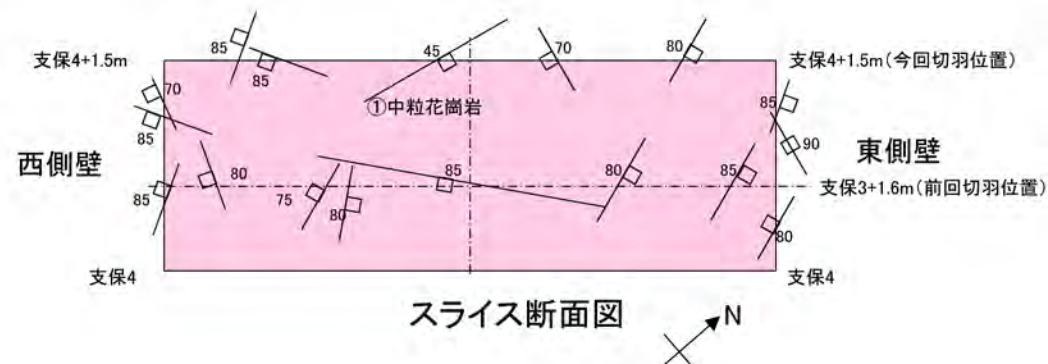 85
45
70
80
支保4+1.5m
支保4+1.5m(今回切羽位置)
85
70
①中粒花崗岩
85
85
90
西側壁
東側壁
80
85
80
85
85
75
80
支保3+1.6m(前回切羽位置)
80
支保4
支保4
スライス断面図
N